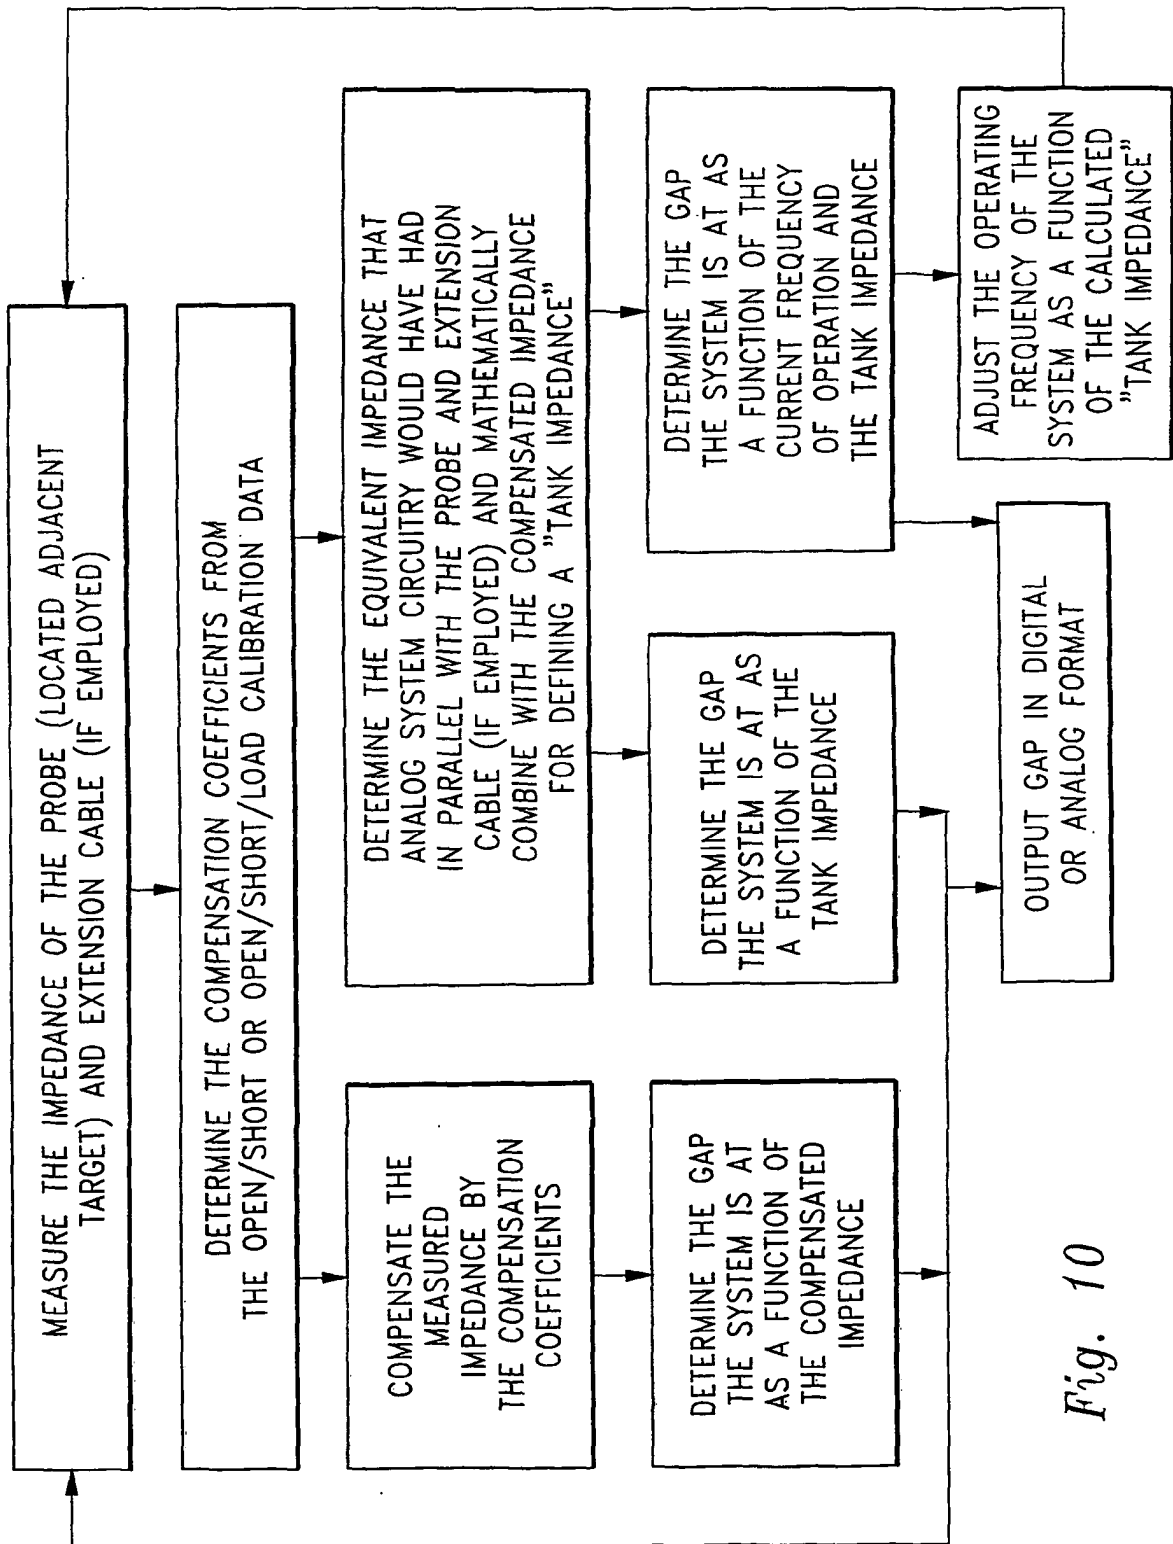 MEASURE THE IMPEDANCE OF THE PROBE (LOCATED ADJACENT
TARGET) AND EXTENSION CABLE (IF EMPLOYED)
DETERMINE THE COMPENSATION COEFFICIENTS FROM
THE OPEN/SHORT OR OPEN/SHORT/LOAD CALIBRATION DATA
COMPENSATE THE
MEASURED
IMPEDANCE BY
THE COMPENSATION
COEFFICIENTS
DETERMINE THE EQUIVALENT IMPEDANCE THAT
ANALOG SYSTEM CIRCUITRY WOULD HAVE HAD
IN PARALLEL WITH THE PROBE AND EXTENSION
CABLE (IF EMPLOYED) AND MATHEMATICALLY
COMBINE WITH THE COMPENSATED IMPEDANCE
FOR DEFINING A "TANK IMPEDANCE"
DETERMINE THE GAP
THE SYSTEM IS AT
AS A FUNCTION OF
THE COMPENSATED
IMPEDANCE
DETERMINE THE GAP
THE SYSTEM IS AT AS
A FUNCTION OF THE
TANK IMPEDANCE
DETERMINE THE GAP
THE SYSTEM IS AT AS
A FUNCTION OF THE
CURRENT FREQUENCY
OF OPERATION AND
THE TANK IMPEDANCE
OUTPUT GAP IN DIGITAL
OR ANALOG FORMAT
ADJUST THE OPERATING
FREQUENCY OF THE
SYSTEM AS A FUNCTION
OF THE CALCULATED
"TANK IMPEDANCE"
Fig. 10